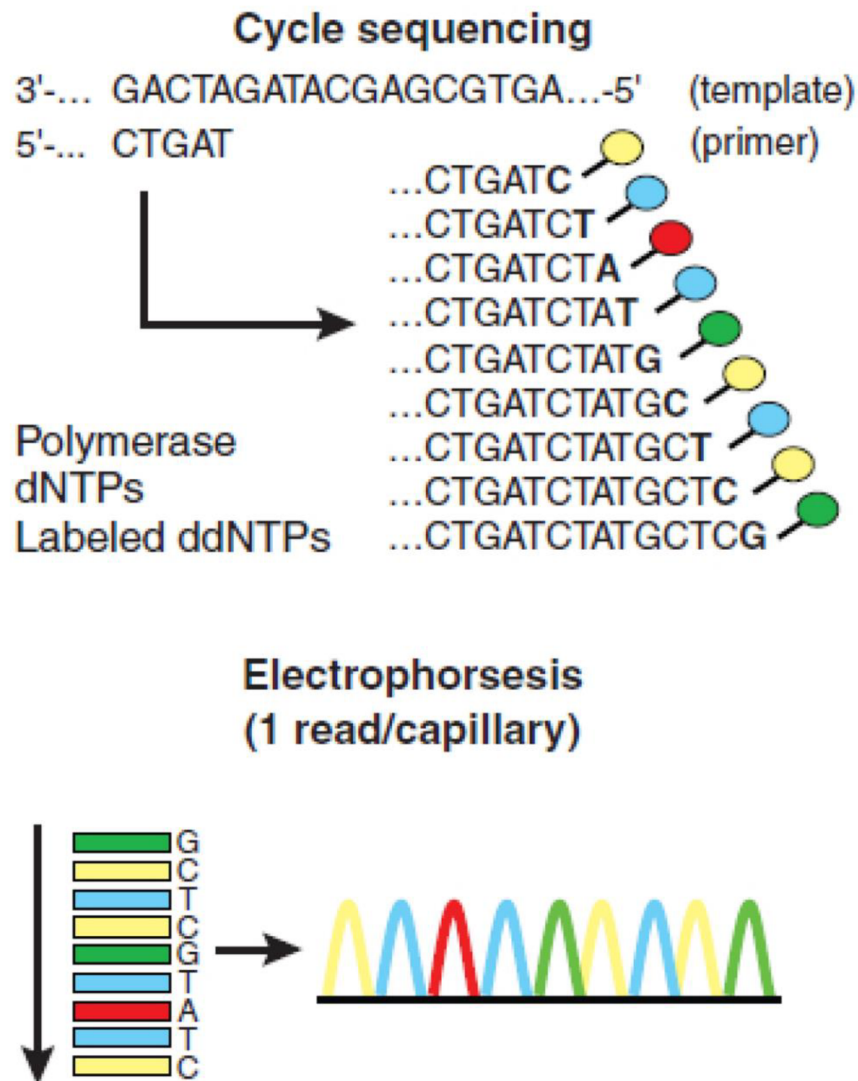 Cycle sequencing
3'-... GACTAGATACGAGCGTGA...-5' (template)
5'-... CTGAT (primer)
...CTGATC
...CTGATCT
...CTGATCTA
...CTGATCTAT
...CTGATCTATG
...CTGATCTATGC
...CTGATCTATGCT
...CTGATCTATGCTC
...CTGATCTATGCTCG
Polymerase
dNTPs
Labeled ddNTPs
Electrophorsesis
(1 read/capillary)
G
C
T
C
G
T
A
T
C